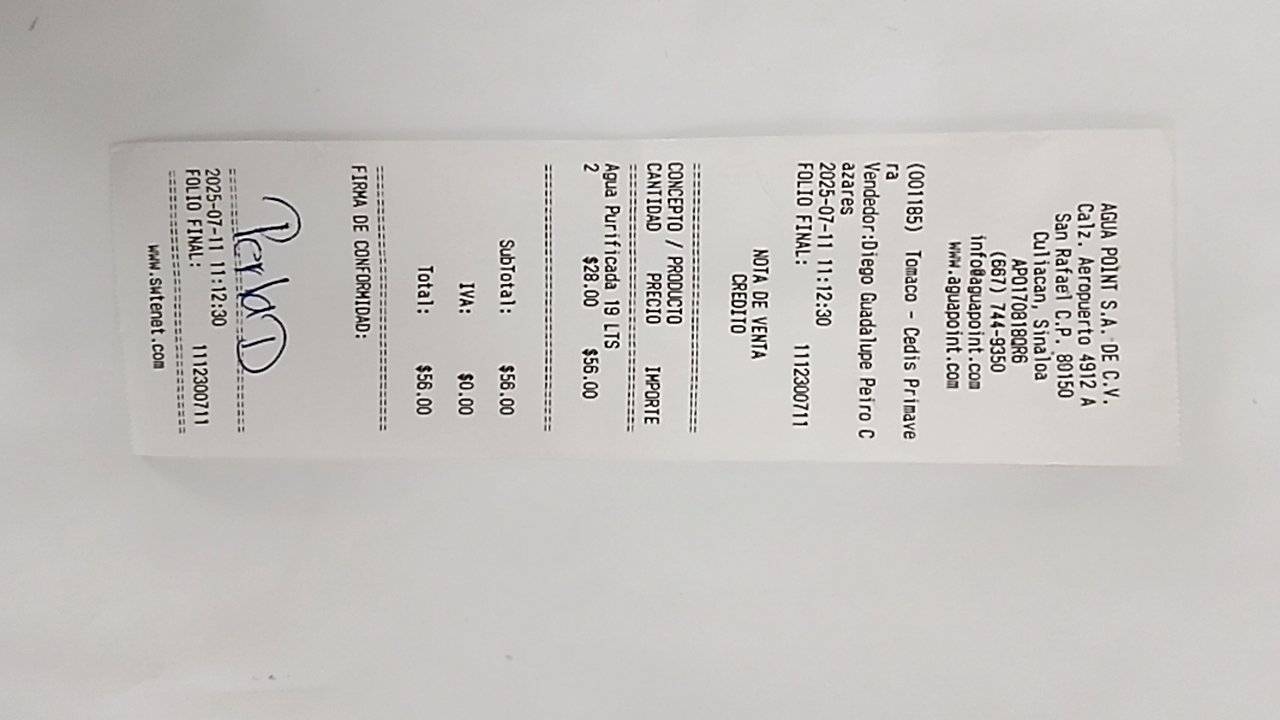 AGUA POINT S.A. DE C.V.
Calz. Aeropuerto 4912 A
San Rafael C.P. 80150
Culiacan, Sinaloa
APO170818QR6
(667) 744-9350
info@aguapoint.com
www.aguapoint.com
(001185) Tomaco - Cedis Primave
ra
Vendedor:Diego Guadalupe Peiro C
azares
2025-07-11 11:12:30
FOLIO FINAL: 1112300711
NOTA DE VENTA
CREDITO
================================
CONCEPTO / PRODUCTO
CANTIDAD PRECIO IMPORTE
================================
Agua Purificada 19 LTS
2 $28.00 $56.00
================================
SubTotal: $56.00
IVA: $0.00
Total: $56.00
================================
FIRMA DE CONFORMIDAD:
Perla D
================================
2025-07-11 11:12:30
FOLIO FINAL: 1112300711
================================
www.swtenet.com